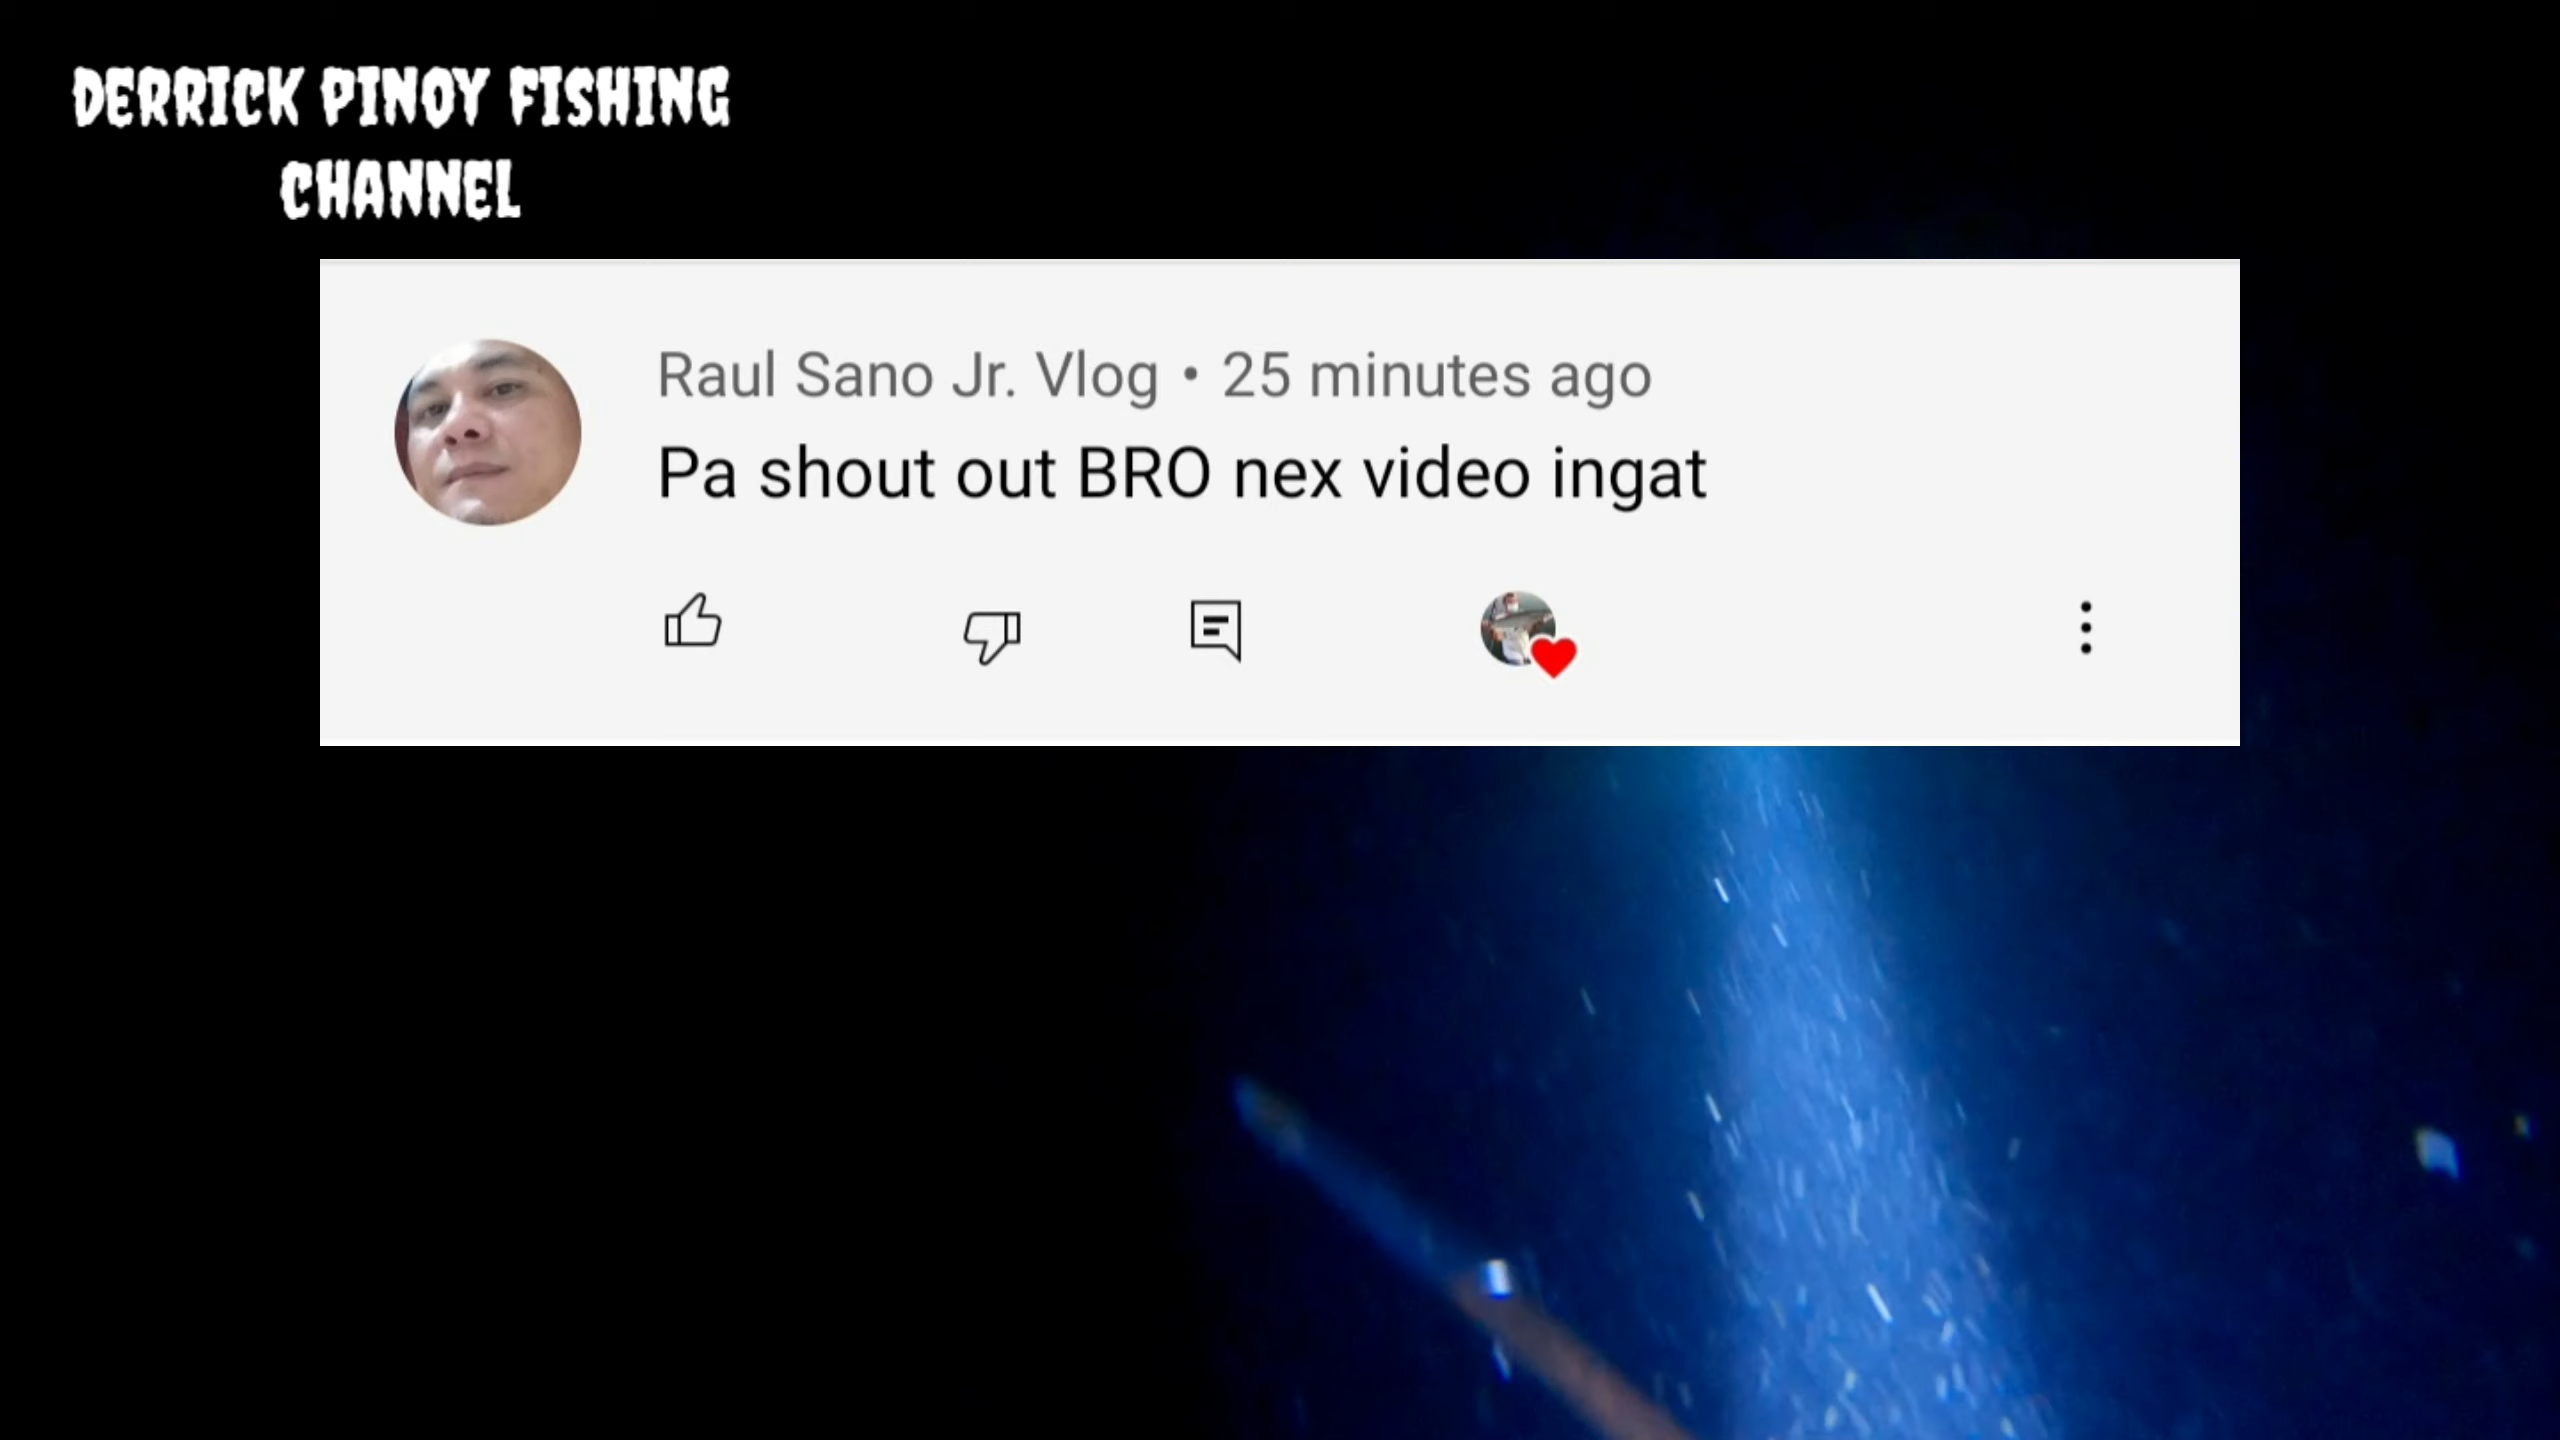 DERRICK PINOY FISHING
CHANNEL
Raul Sano Jr. Vlog • 25 minutes ago
Pa shout out BRO nex video ingat